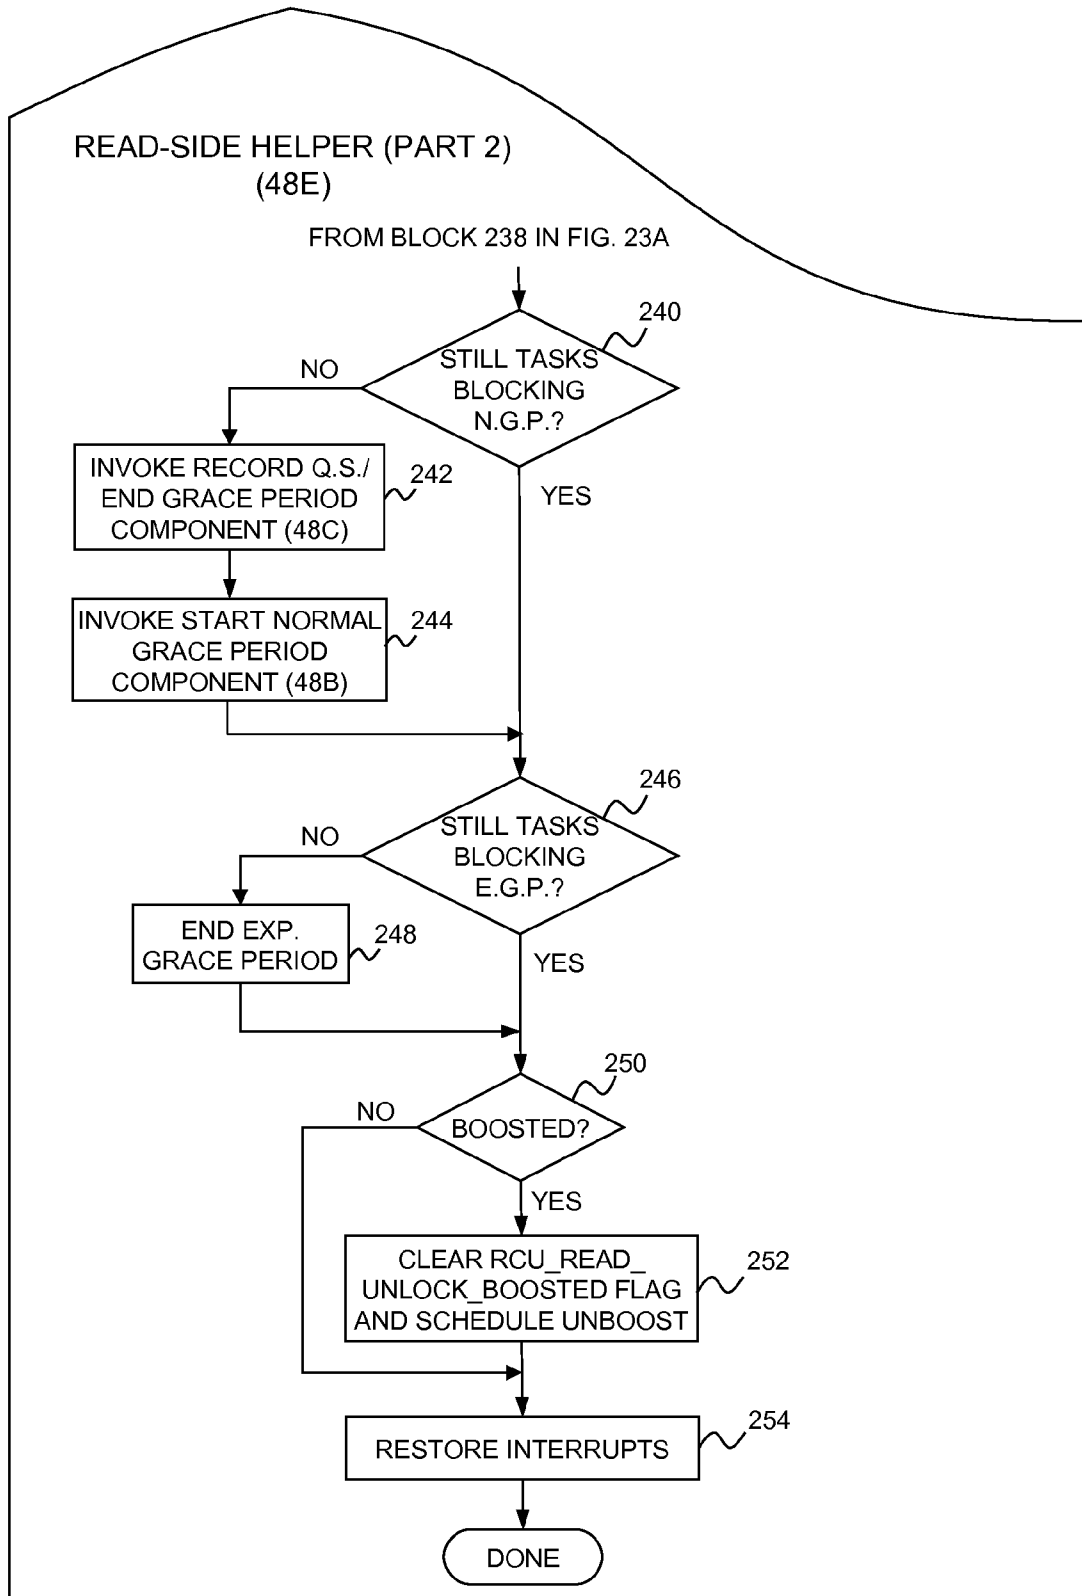 READ-SIDE HELPER (PART 2)
(48E)
FROM BLOCK 238 IN FIG. 23A
240
STILL TASKS
BLOCKING
N.G.P.?
NO
YES
INVOKE RECORD Q.S./
END GRACE PERIOD
COMPONENT (48C)
242
INVOKE START NORMAL
GRACE PERIOD
COMPONENT (48B)
244
246
STILL TASKS
BLOCKING
E.G.P.?
NO
YES
END EXP.
GRACE PERIOD
248
250
BOOSTED?
NO
YES
CLEAR RCU_READ_
UNLOCK_BOOSTED FLAG
AND SCHEDULE UNBOOST
252
RESTORE INTERRUPTS
254
DONE